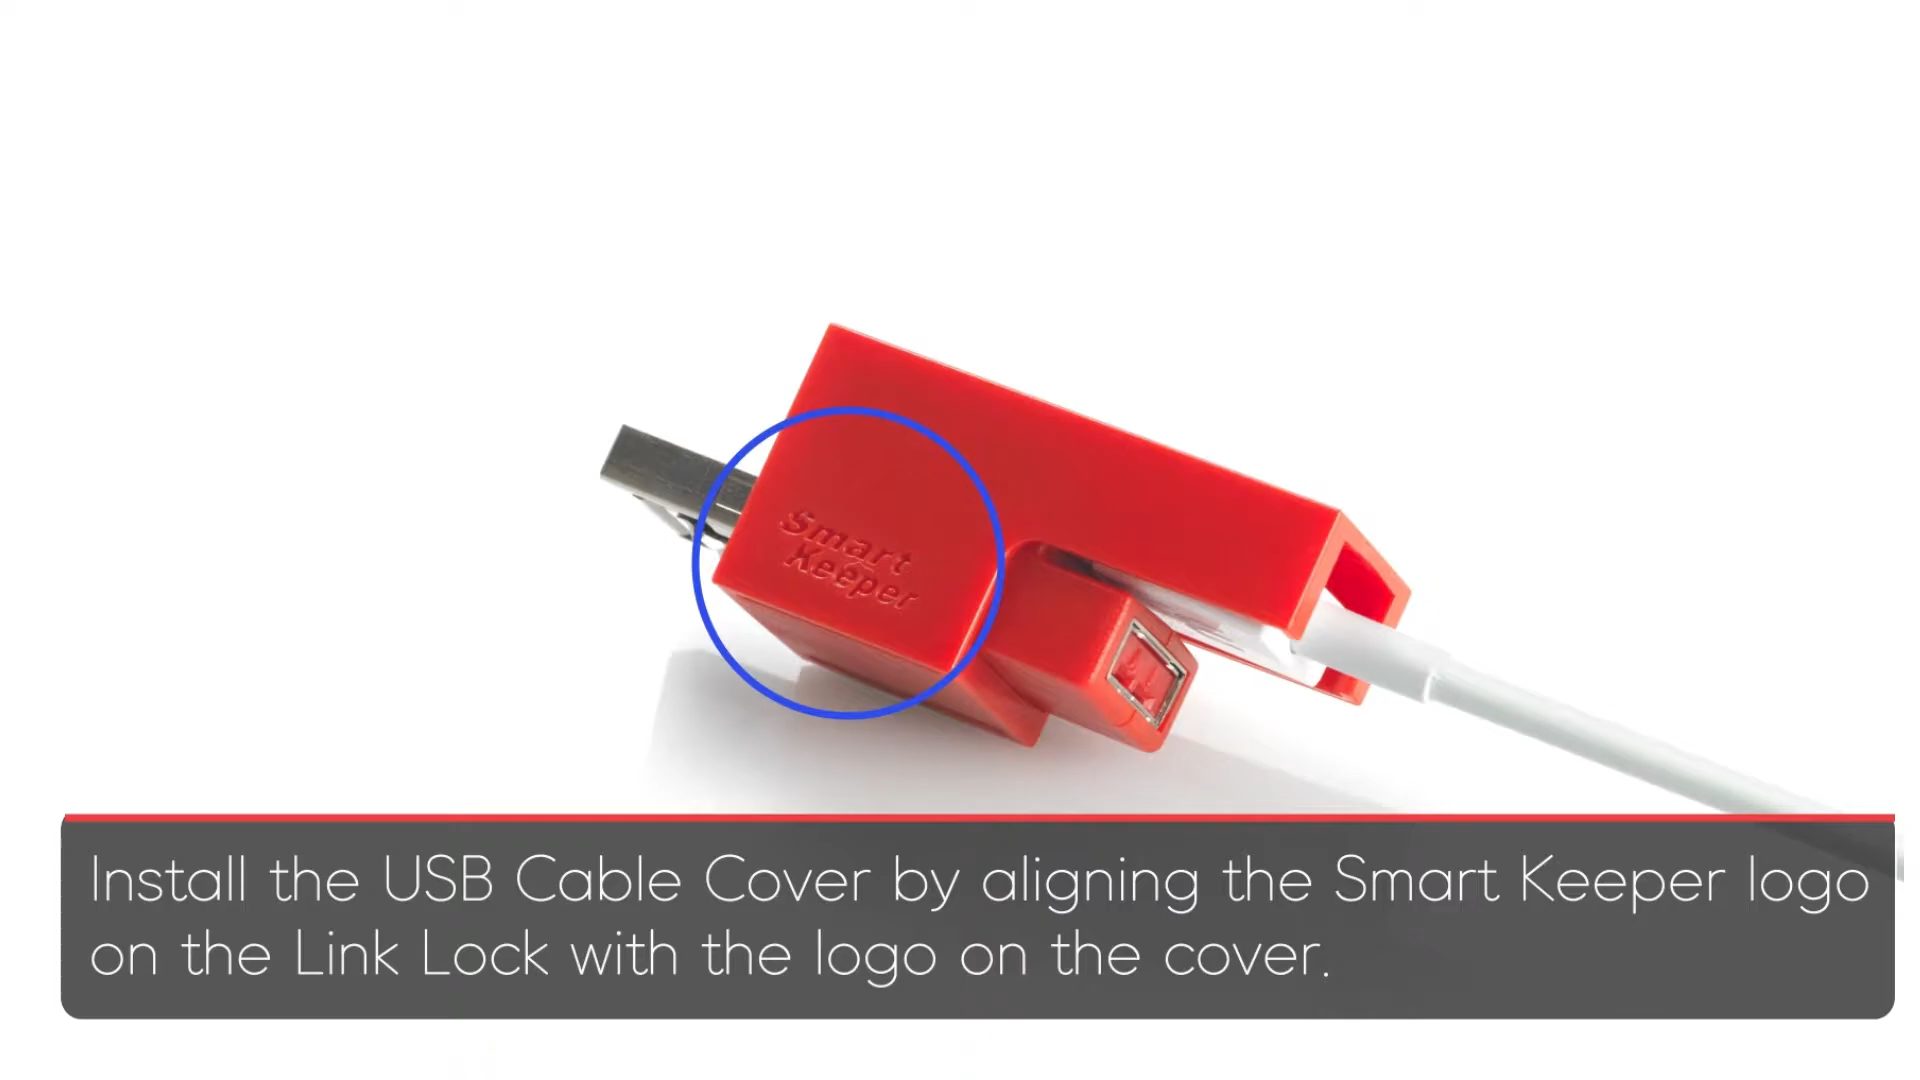 Smart
Keeper
Install the USB Cable Cover by aligning the Smart Keeper logo
on the Link Lock with the logo on the cover.